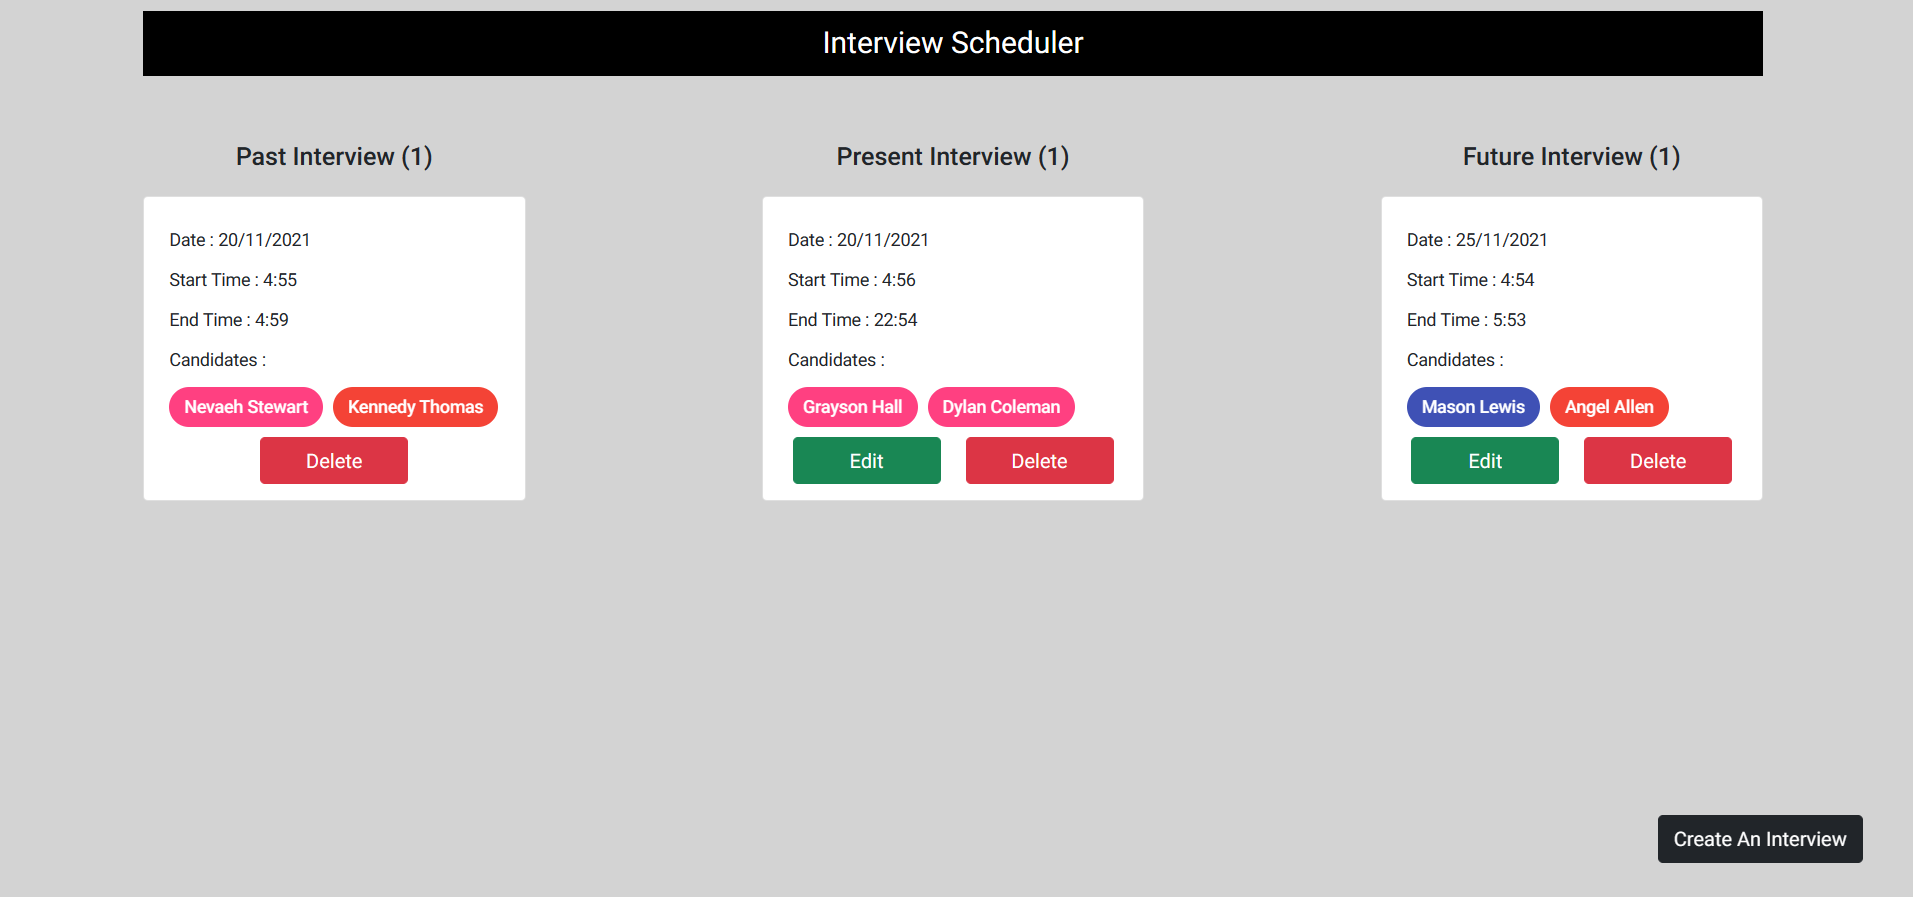 Interview Scheduler
Past Interview (1)
Date : 20/11/2021
Start Time : 4:55
End Time : 4:59
Candidates :
Nevaeh Stewart Kennedy Thomas
Delete
Present Interview (1)
Date : 20/11/2021
Start Time : 4:56
End Time : 22:54
Candidates :
Grayson Hall Dylan Coleman
Edit Delete
Future Interview (1)
Date : 25/11/2021
Start Time : 4:54
End Time : 5:53
Candidates :
Mason Lewis Angel Allen
Edit Delete
Create An Interview